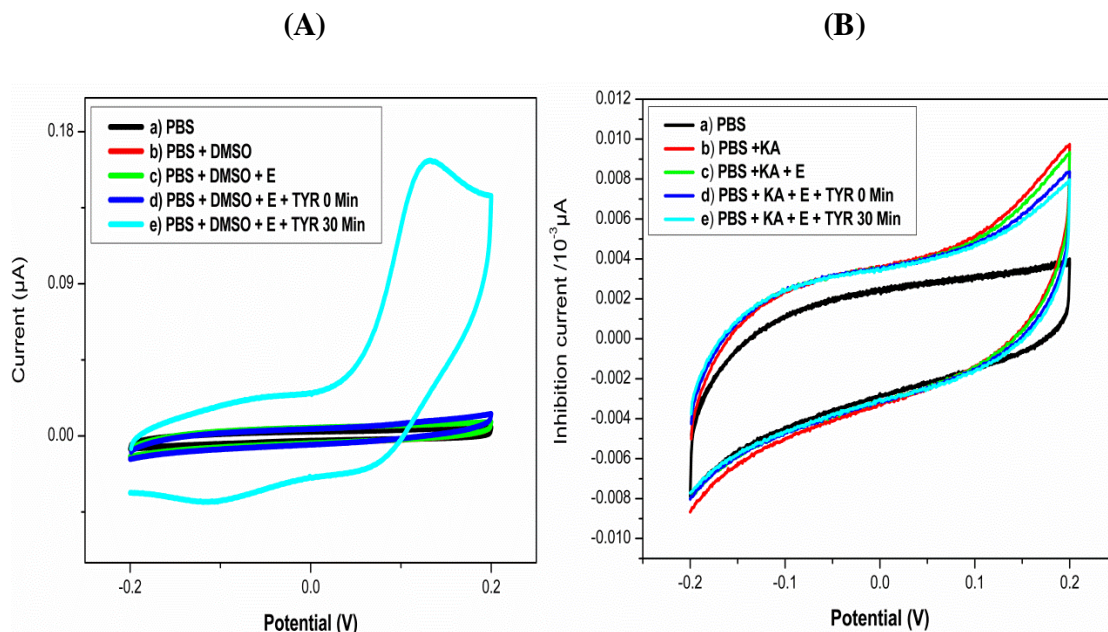 (A)
(B)
a) PBS
b) PBS + DMSO
c) PBS + DMSO + E
d) PBS + DMSO + E + TYR 0 Min
e) PBS + DMSO + E + TYR 30 Min
0.18
0.09
0.00
Current (µA)
-0.2
0.0
0.2
Potential (V)
a) PBS
b) PBS +KA
c) PBS +KA + E
d) PBS + KA + E + TYR 0 Min
e) PBS + KA + E + TYR 30 Min
0.012
0.010
0.008
0.006
0.004
0.002
0.000
-0.002
-0.004
-0.006
-0.008
-0.010
Inhibition current /10⁻³µA
-0.2
-0.1
0.0
0.1
0.2
Potential (V)